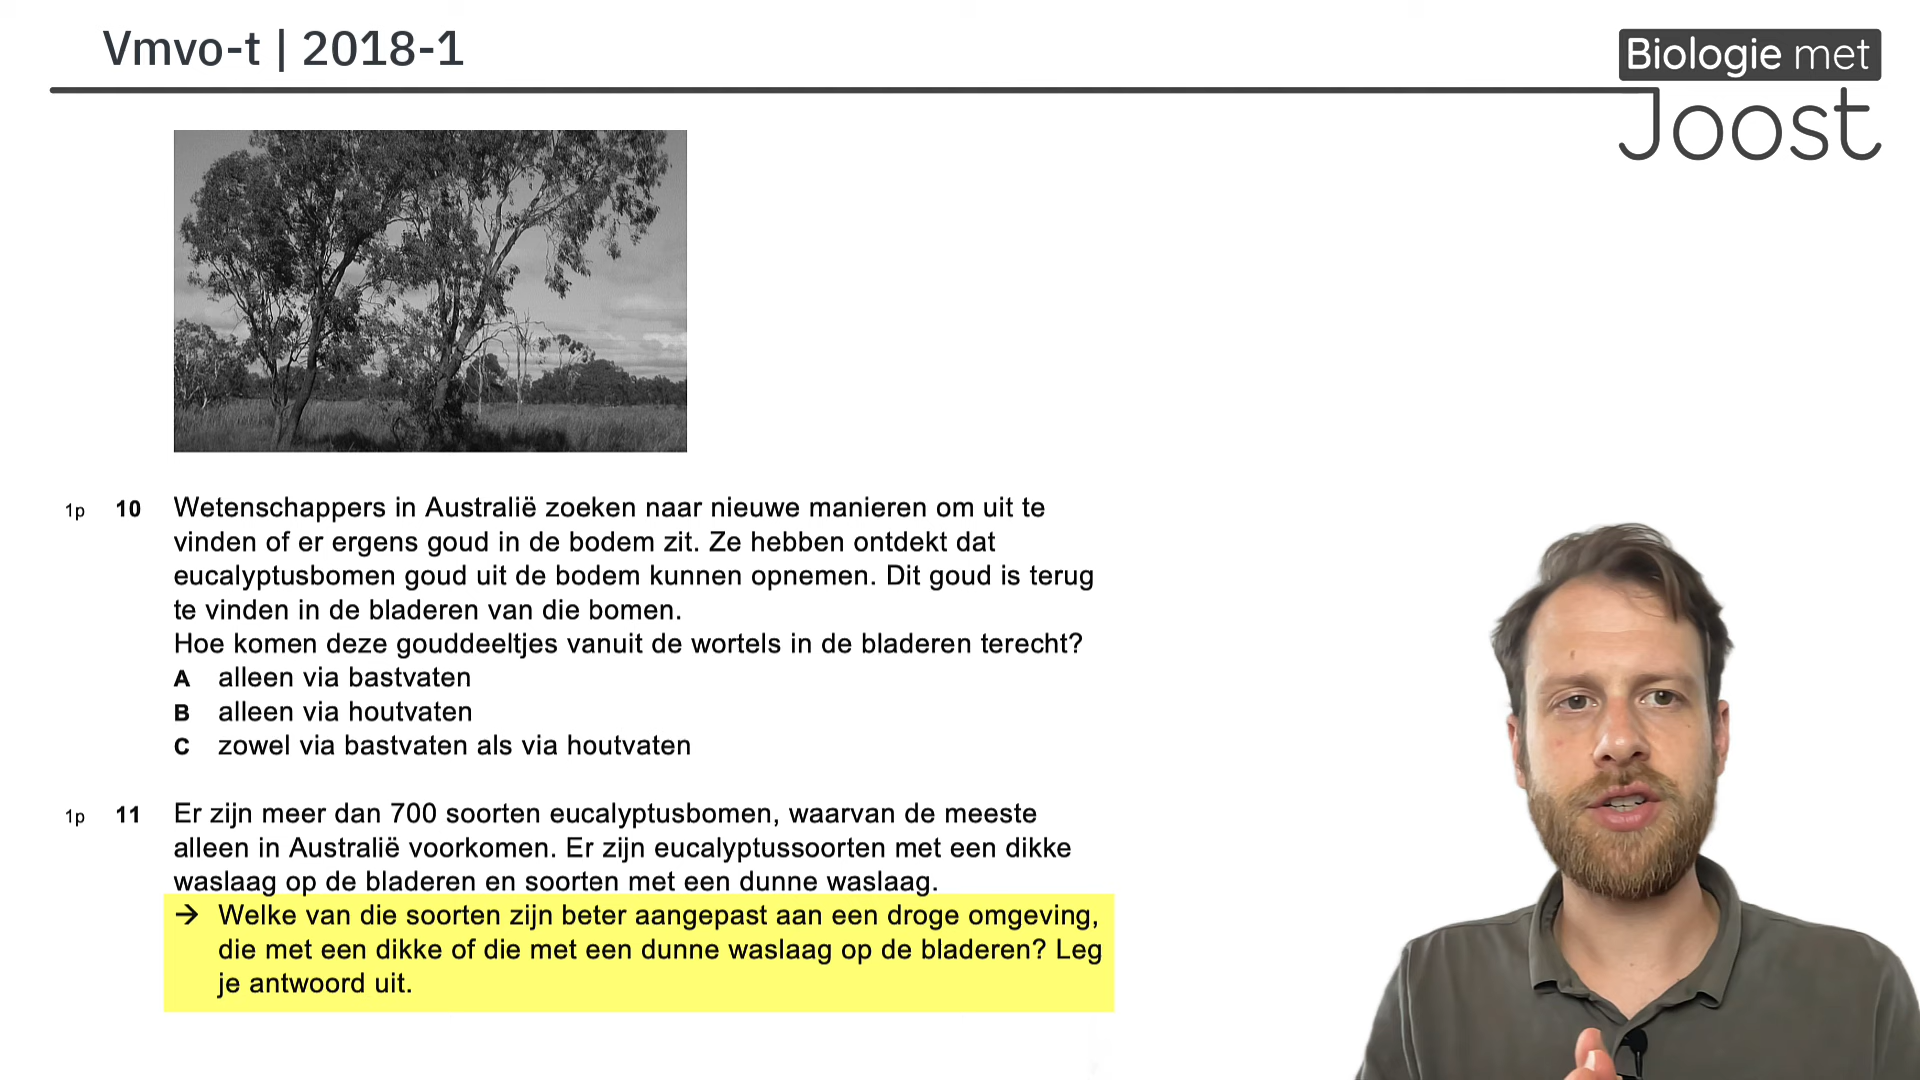 Vmvo-t | 2018-1
Biologie met
Joost
1p 10 Wetenschappers in Australië zoeken naar nieuwe manieren om uit te
vinden of er ergens goud in de bodem zit. Ze hebben ontdekt dat
eucalyptusbomen goud uit de bodem kunnen opnemen. Dit goud is terug
te vinden in de bladeren van die bomen.
Hoe komen deze gouddeeltjes vanuit de wortels in de bladeren terecht?
A alleen via bastvaten
B alleen via houtvaten
C zowel via bastvaten als via houtvaten
1p 11 Er zijn meer dan 700 soorten eucalyptusbomen, waarvan de meeste
alleen in Australië voorkomen. Er zijn eucalyptussoorten met een dikke
waslaag op de bladeren en soorten met een dunne waslaag.
→ Welke van die soorten zijn beter aangepast aan een droge omgeving,
die met een dikke of die met een dunne waslaag op de bladeren? Leg
je antwoord uit.